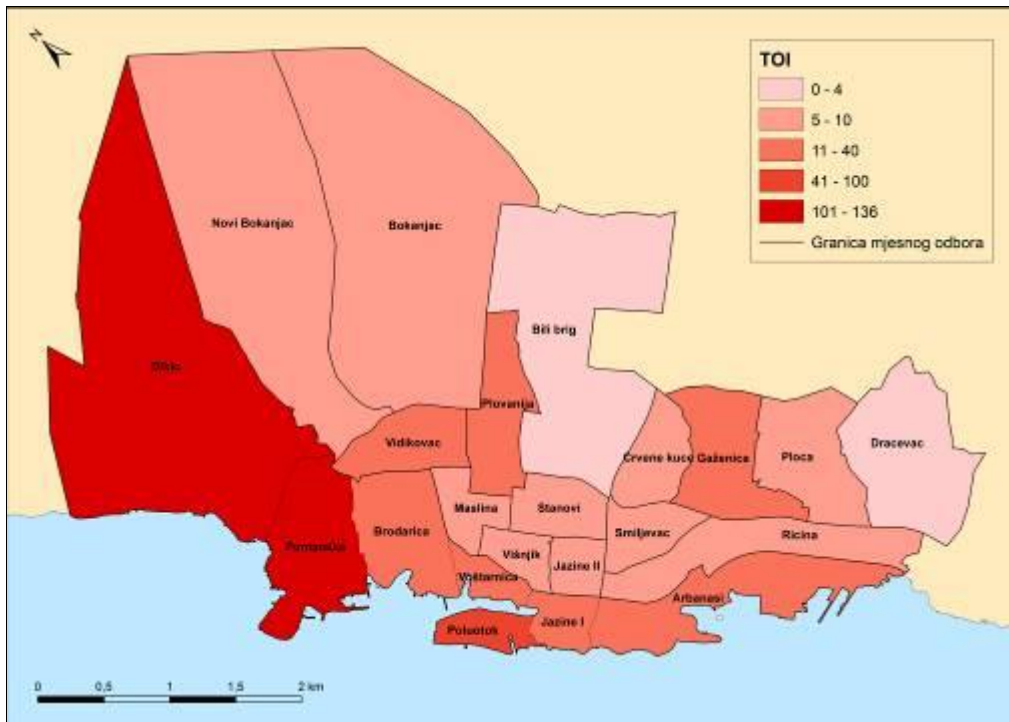 N
TOI
0 - 4
5 - 10
11 - 40
41 - 100
101 - 136
Granica mjesnog odbora
Novi Bokanjac
Bokanjac
Bili brig
Diklo
Plovanija
Vidikovac
Crvene kuce
Gaženica
Ploca
Dracevac
Maslina
Stanovi
Brodarica
Smiljevac
Ricina
Višnjik
Jazine II
Voštarnica
Arbanasi
Jazine I
Poluotok
0 0,5 1 1,5 2 km